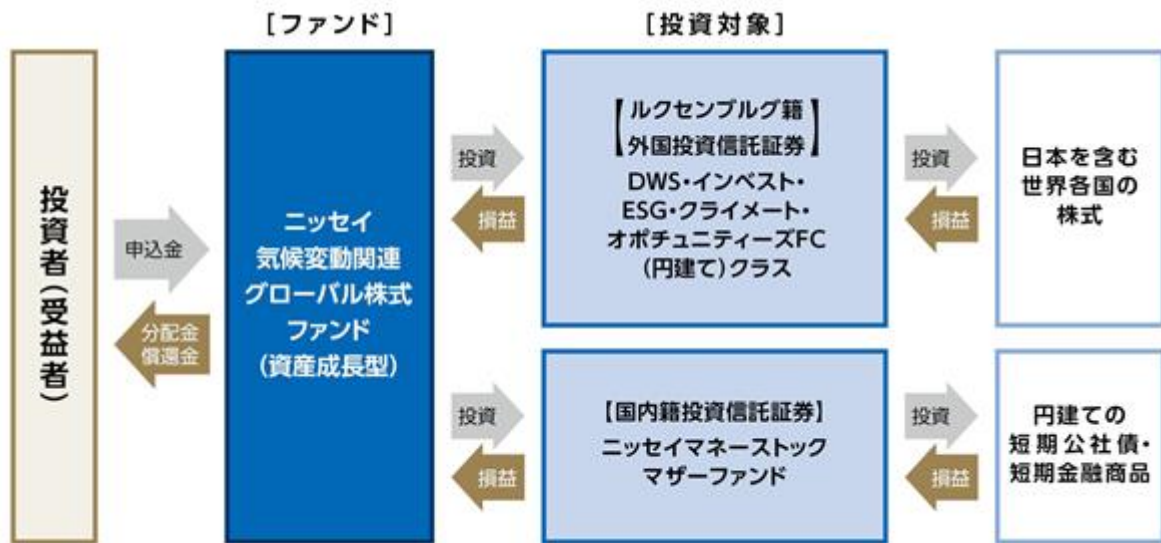 [ファンド]
[投資対象]
投資者(受益者)
申込金
分配金
償還金
ニッセイ
気候変動関連
グローバル株式
ファンド
(資産成長型)
投資
損益
【ルクセンブルグ籍
外国投資信託証券】
DWS・インベスト・
ESG・クライメート・
オポチュニティーズFC
(円建て)クラス
投資
損益
日本を含む
世界各国の
株式
投資
損益
【国内籍投資信託証券】
ニッセイマネーストック
マザーファンド
投資
損益
円建ての
短期公社債・
短期金融商品